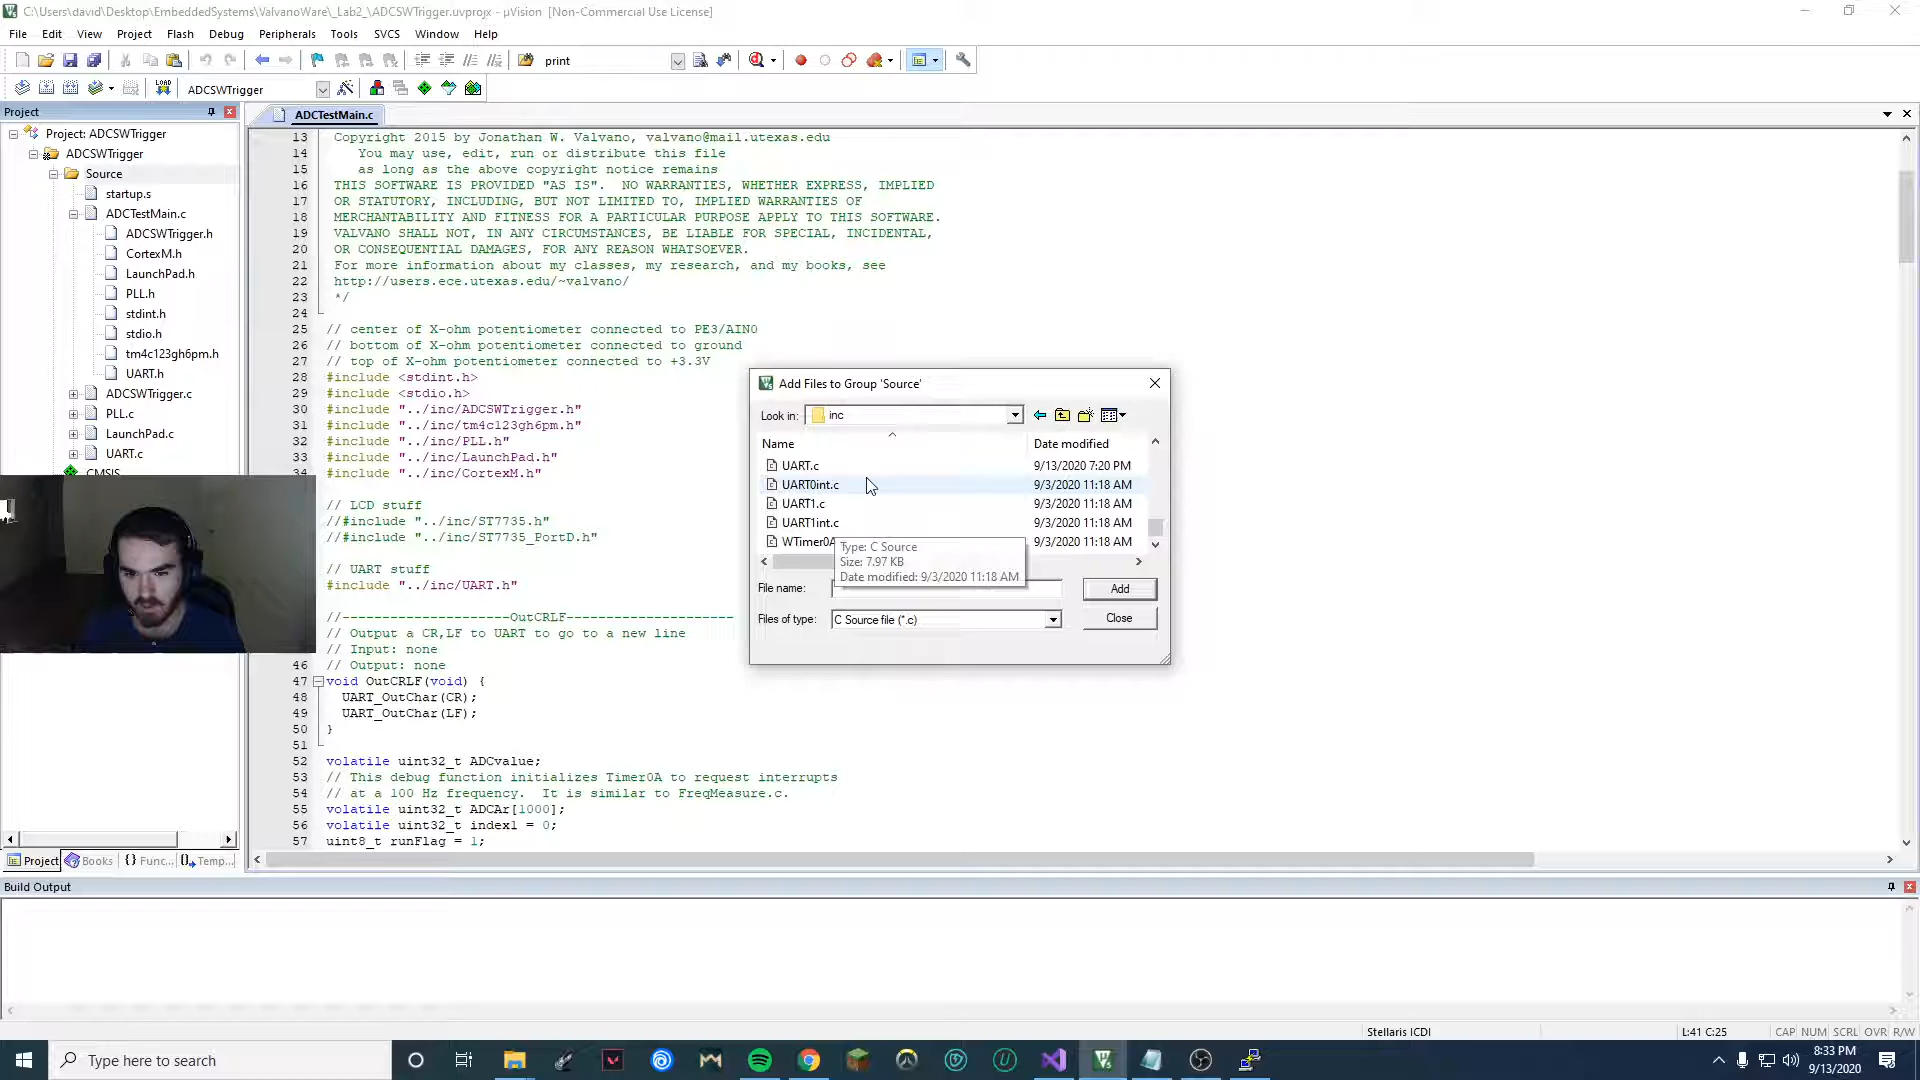 C:\Users\david\Desktop\EmbeddedSystems\ValvanoWare\_Lab2_\ADCSWTrigger.uvprojx - µVision  [Non-Commercial Use License]
File Edit View Project Flash Debug Peripherals Tools SVCS Window Help
print
LOAD
ADCSWTrigger
Project
Project: ADCSWTrigger
ADCSWTrigger
Source
startup.s
ADCTestMain.c
ADCSWTrigger.h
CortexM.h
LaunchPad.h
PLL.h
stdint.h
stdio.h
tm4c123gh6pm.h
UART.h
ADCSWTrigger.c
PLL.c
LaunchPad.c
UART.c
CMSIS
Project Books {} Func... Temp...
ADCTestMain.c
13 Copyright 2015 by Jonathan W. Valvano, valvano@mail.utexas.edu
14 You may use, edit, run or distribute this file
15 as long as the above copyright notice remains
16 THIS SOFTWARE IS PROVIDED "AS IS".  NO WARRANTIES, WHETHER EXPRESS, IMPLIED
17 OR STATUTORY, INCLUDING, BUT NOT LIMITED TO, IMPLIED WARRANTIES OF
18 MERCHANTABILITY AND FITNESS FOR A PARTICULAR PURPOSE APPLY TO THIS SOFTWARE.
19 VALVANO SHALL NOT, IN ANY CIRCUMSTANCES, BE LIABLE FOR SPECIAL, INCIDENTAL,
20 OR CONSEQUENTIAL DAMAGES, FOR ANY REASON WHATSOEVER.
21 For more information about my classes, my research, and my books, see
22 http://users.ece.utexas.edu/~valvano/
23 */
24
25 // center of X-ohm potentiometer connected to PE3/AIN0
26 // bottom of X-ohm potentiometer connected to ground
27 // top of X-ohm potentiometer connected to +3.3V
28 #include <stdint.h>
29 #include <stdio.h>
30 #include "../inc/ADCSWTrigger.h"
31 #include "../inc/tm4c123gh6pm.h"
32 #include "../inc/PLL.h"
33 #include "../inc/LaunchPad.h"
34 #include "../inc/CortexM.h"
// LCD stuff
//#include "../inc/ST7735.h"
//#include "../inc/ST7735_PortD.h"
// UART stuff
#include "../inc/UART.h"
//---------------------OutCRLF---------------------
// Output a CR,LF to UART to go to a new line
// Input: none
46 // Output: none
47 void OutCRLF(void) {
48 UART_OutChar(CR);
49 UART_OutChar(LF);
50 }
51
52 volatile uint32_t ADCvalue;
53 // This debug function initializes Timer0A to request interrupts
54 // at a 100 Hz frequency.  It is similar to FreqMeasure.c.
55 volatile uint32_t ADCAr[1000];
56 volatile uint32_t index1 = 0;
57 uint8_t runFlag = 1;
Add Files to Group 'Source'
Look in: inc
Name Date modified
UART.c 9/13/2020 7:20 PM
UART0int.c 9/3/2020 11:18 AM
UART1.c 9/3/2020 11:18 AM
UART1int.c 9/3/2020 11:18 AM
WTimer0A 9/3/2020 11:18 AM
Type: C Source
Size: 7.97 KB
Date modified: 9/3/2020 11:18 AM
File name: Add
Files of type: C Source file (*.c) Close
Build Output
Stellaris ICDI L:41 C:25 CAP NUM SCRL OVR R/W
Type here to search
8:33 PM
9/13/2020